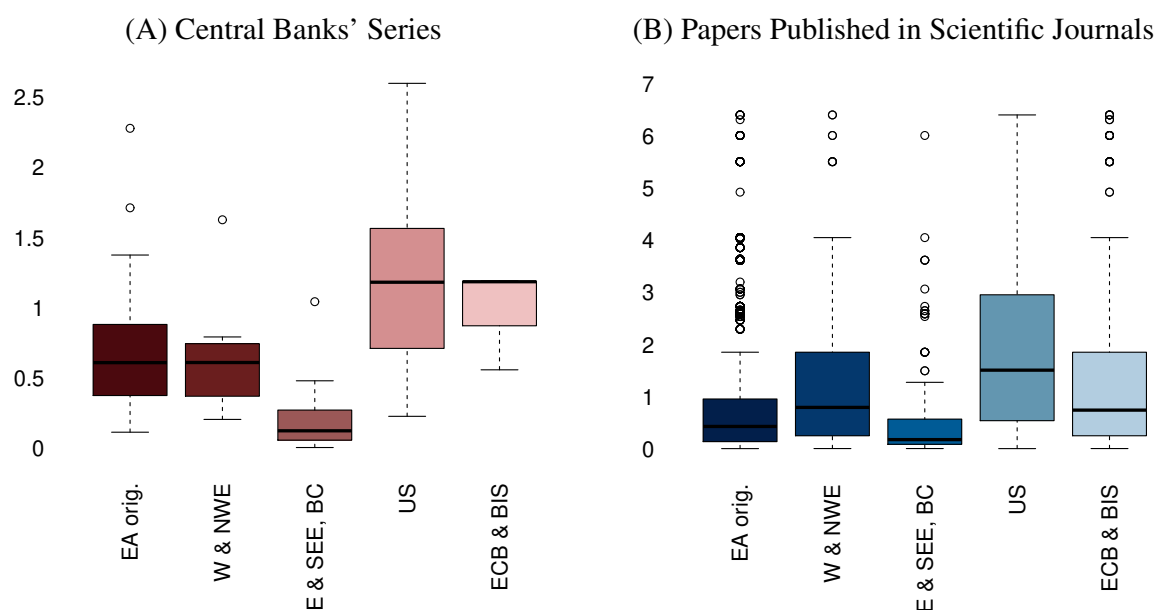 (A) Central Banks' Series
2.5
2
1.5
1
0.5
0
EA orig.
W & NWE
E & SEE, BC
US
ECB & BIS
(B) Papers Published in Scientific Journals
7
6
5
4
3
2
1
0
EA orig.
W & NWE
E & SEE, BC
US
ECB & BIS